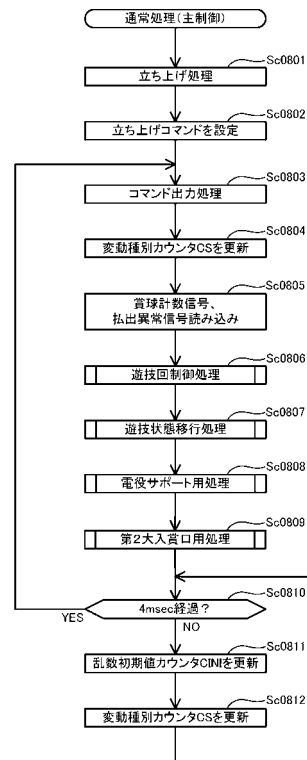 通常処理(主制御)
Sc0801
立ち上げ処理
Sc0802
立ち上げコマンドを設定
Sc0803
コマンド出力処理
Sc0804
変動種別カウンタCSを更新
Sc0805
賞球計数信号、
払出異常信号読み込み
Sc0806
遊技回制御処理
Sc0807
遊技状態移行処理
Sc0808
電役サポート用処理
Sc0809
第2大入賞口用処理
Sc0810
4msec経過?
YES
NO
Sc0811
乱数初期値カウンタCINIを更新
Sc0812
変動種別カウンタCSを更新